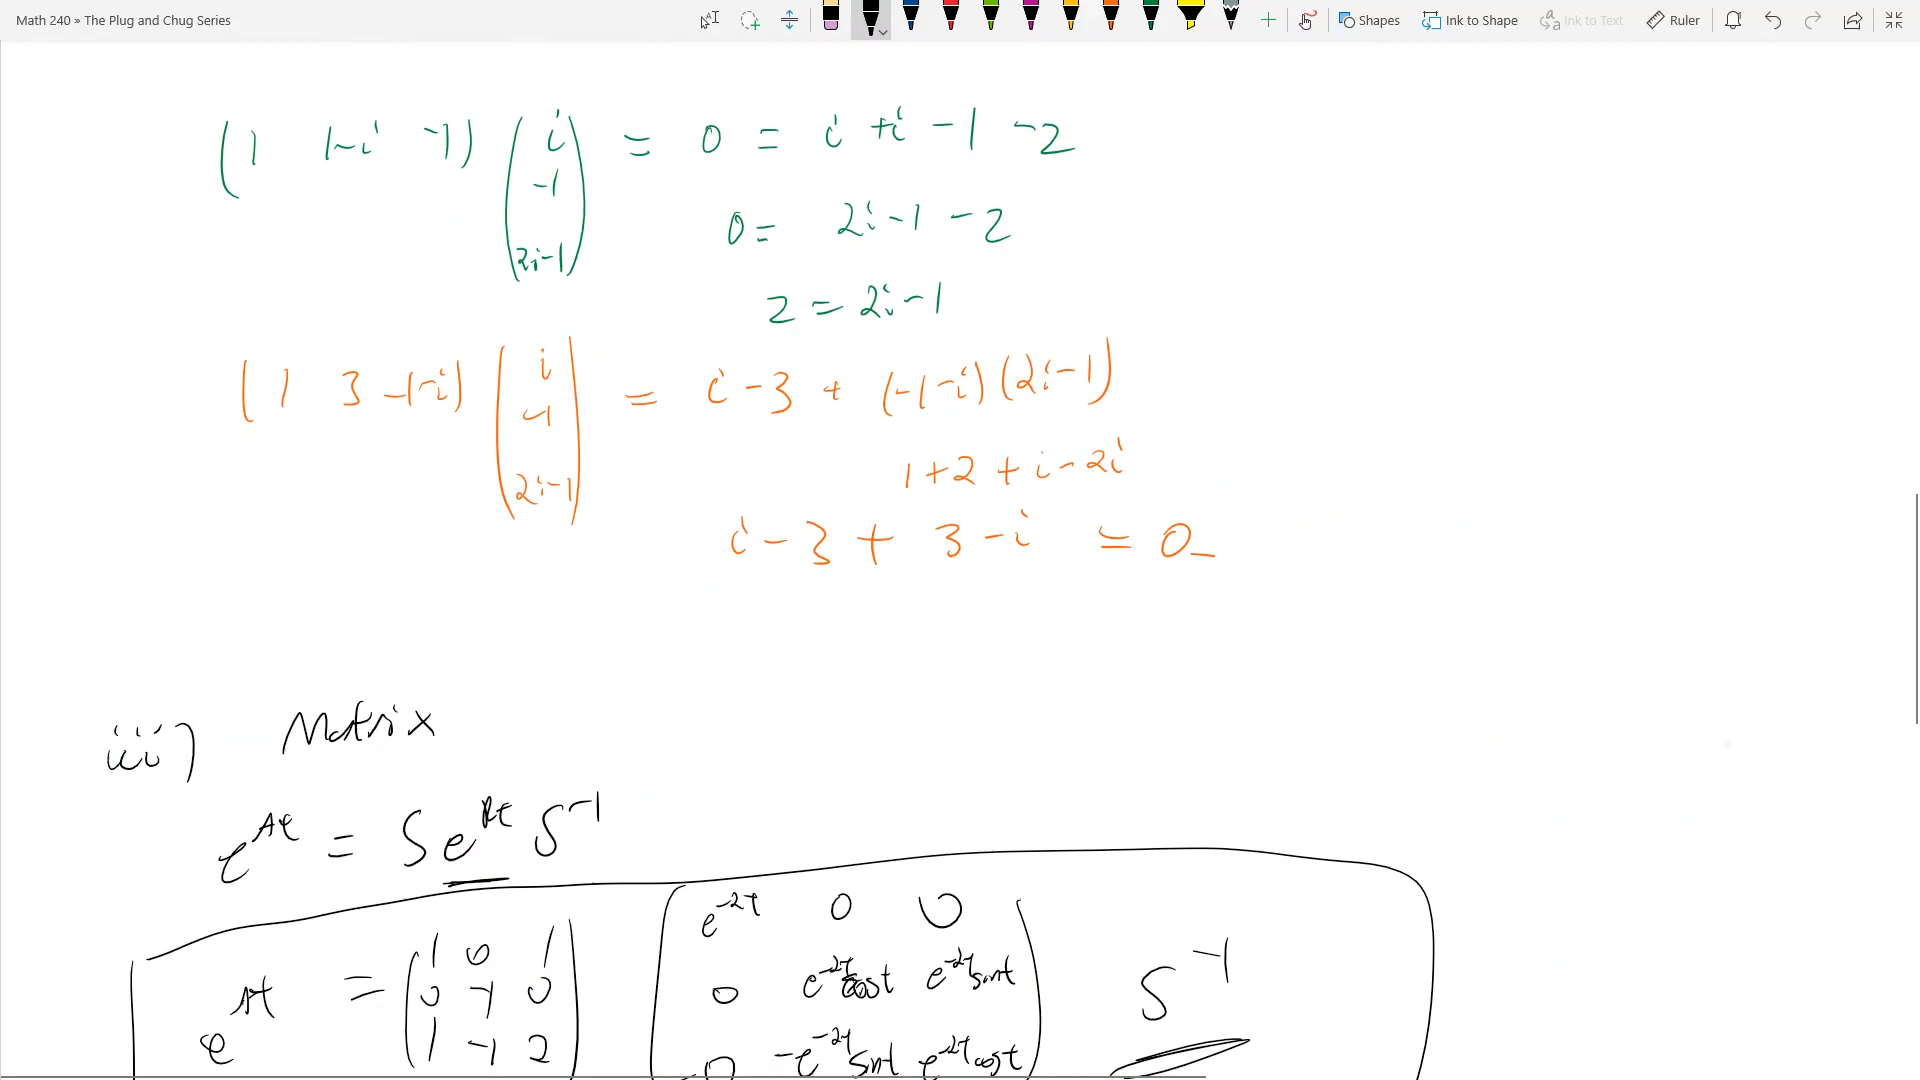 Math 240 » The Plug and Chug Series
Shapes Ink to Shape Ink to Text Ruler
(1 1-i -1) (i -1 2i-1) = 0 = i + i - 1 - z
0 = 2i - 1 - z
z = 2i - 1
(1 3 -1-i) (i -1 2i-1) = i - 3 + (-1-i)(2i-1)
1 + 2 + i - 2i
i - 3 + 3 - i = 0
iii) Matrix
e^At = S e^Rt S^-1
e^At = (1 0 1 / 0 -1 0 / 1 -1 2) (e^-2t 0 0 / 0 e^-2t cost e^-2t sint / 0 -e^-2t sint e^-2t cost) S^-1